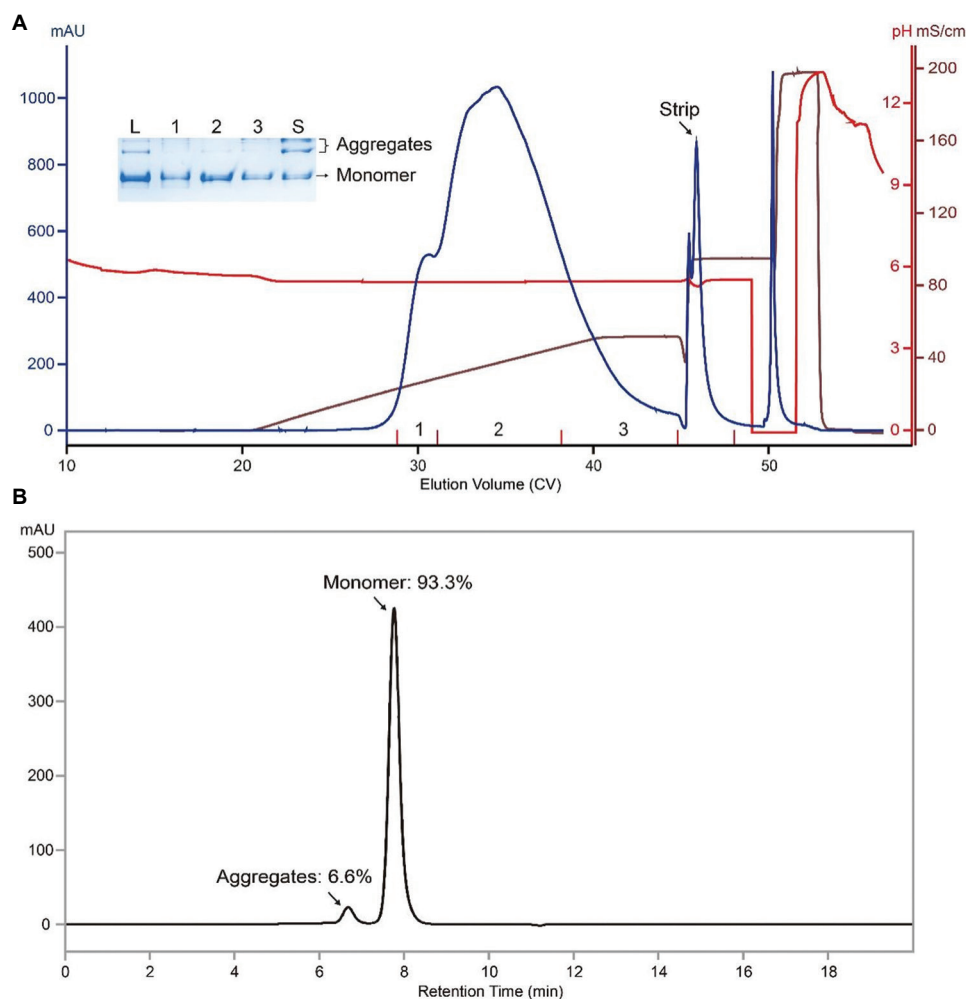 A
mAU
pH mS/cm
1000
800
600
400
200
0
L 1 2 3 S
Aggregates
Monomer
Strip
12
9
6
3
0
200
160
120
80
40
0
1 2 3
10 20 30 40 50
Elution Volume (CV)
B
mAU
500
400
300
200
100
0
Monomer: 93.3%
Aggregates: 6.6%
0 2 4 6 8 10 12 14 16 18
Retention Time (min)